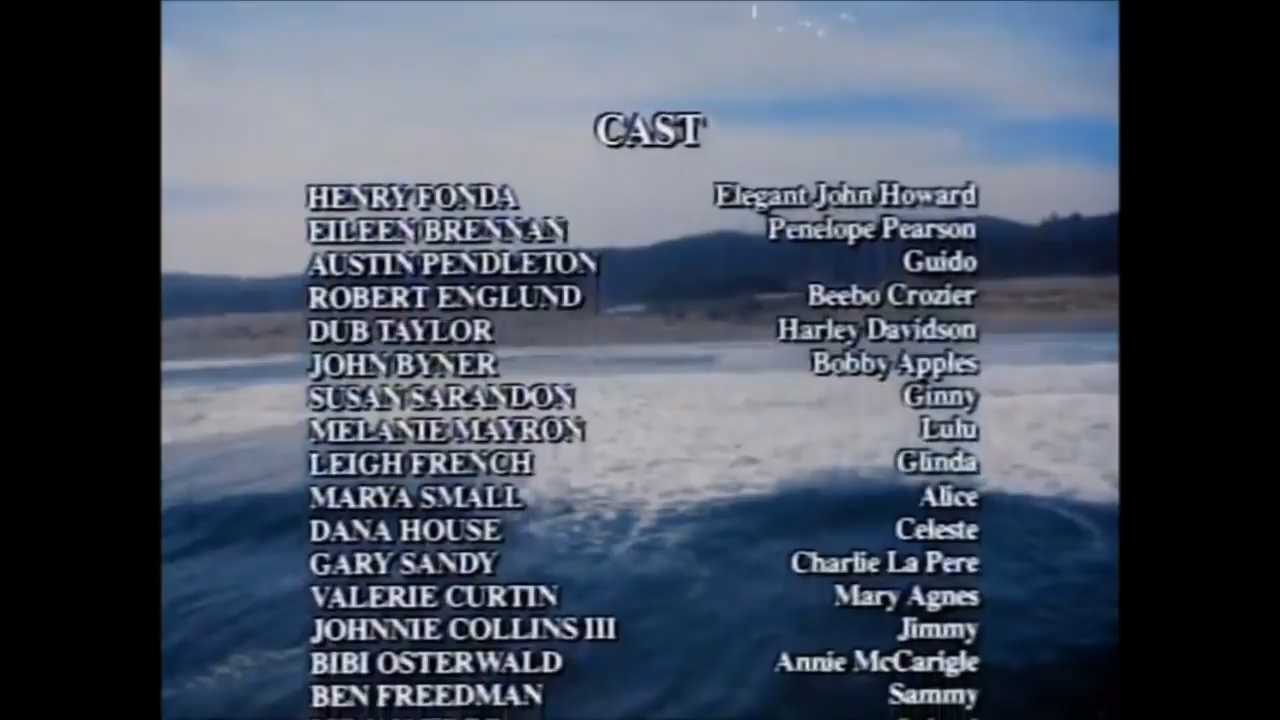 CAST
HENRY FONDA Elegant John Howard
EILEEN BRENNAN Penelope Pearson
AUSTIN PENDLETON Guido
ROBERT ENGLUND Beebo Crozier
DUB TAYLOR Harley Davidson
JOHN BYNER Bobby Apples
SUSAN SARANDON Ginny
MELANIE MAYRON Lulu
LEIGH FRENCH Glinda
MARYA SMALL Alice
DANA HOUSE Celeste
GARY SANDY Charlie La Pere
VALERIE CURTIN Mary Agnes
JOHNNIE COLLINS III Jimmy
BIBI OSTERWALD Annie McCarigle
BEN FREEDMAN Sammy